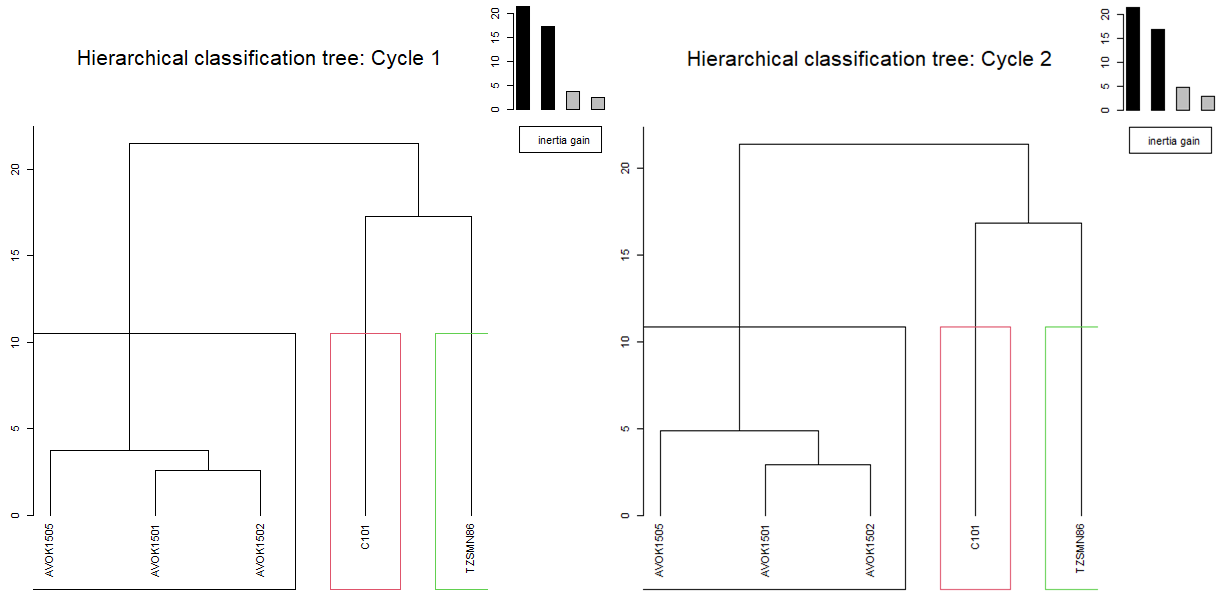 Hierarchical classification tree: Cycle 1
20
15
10
5
0
inertia gain
20
15
10
5
0
AVOK1505
AVOK1501
AVOK1502
C101
TZSMN86
Hierarchical classification tree: Cycle 2
20
15
10
5
0
inertia gain
20
15
10
5
0
AVOK1505
AVOK1501
AVOK1502
C101
TZSMN86